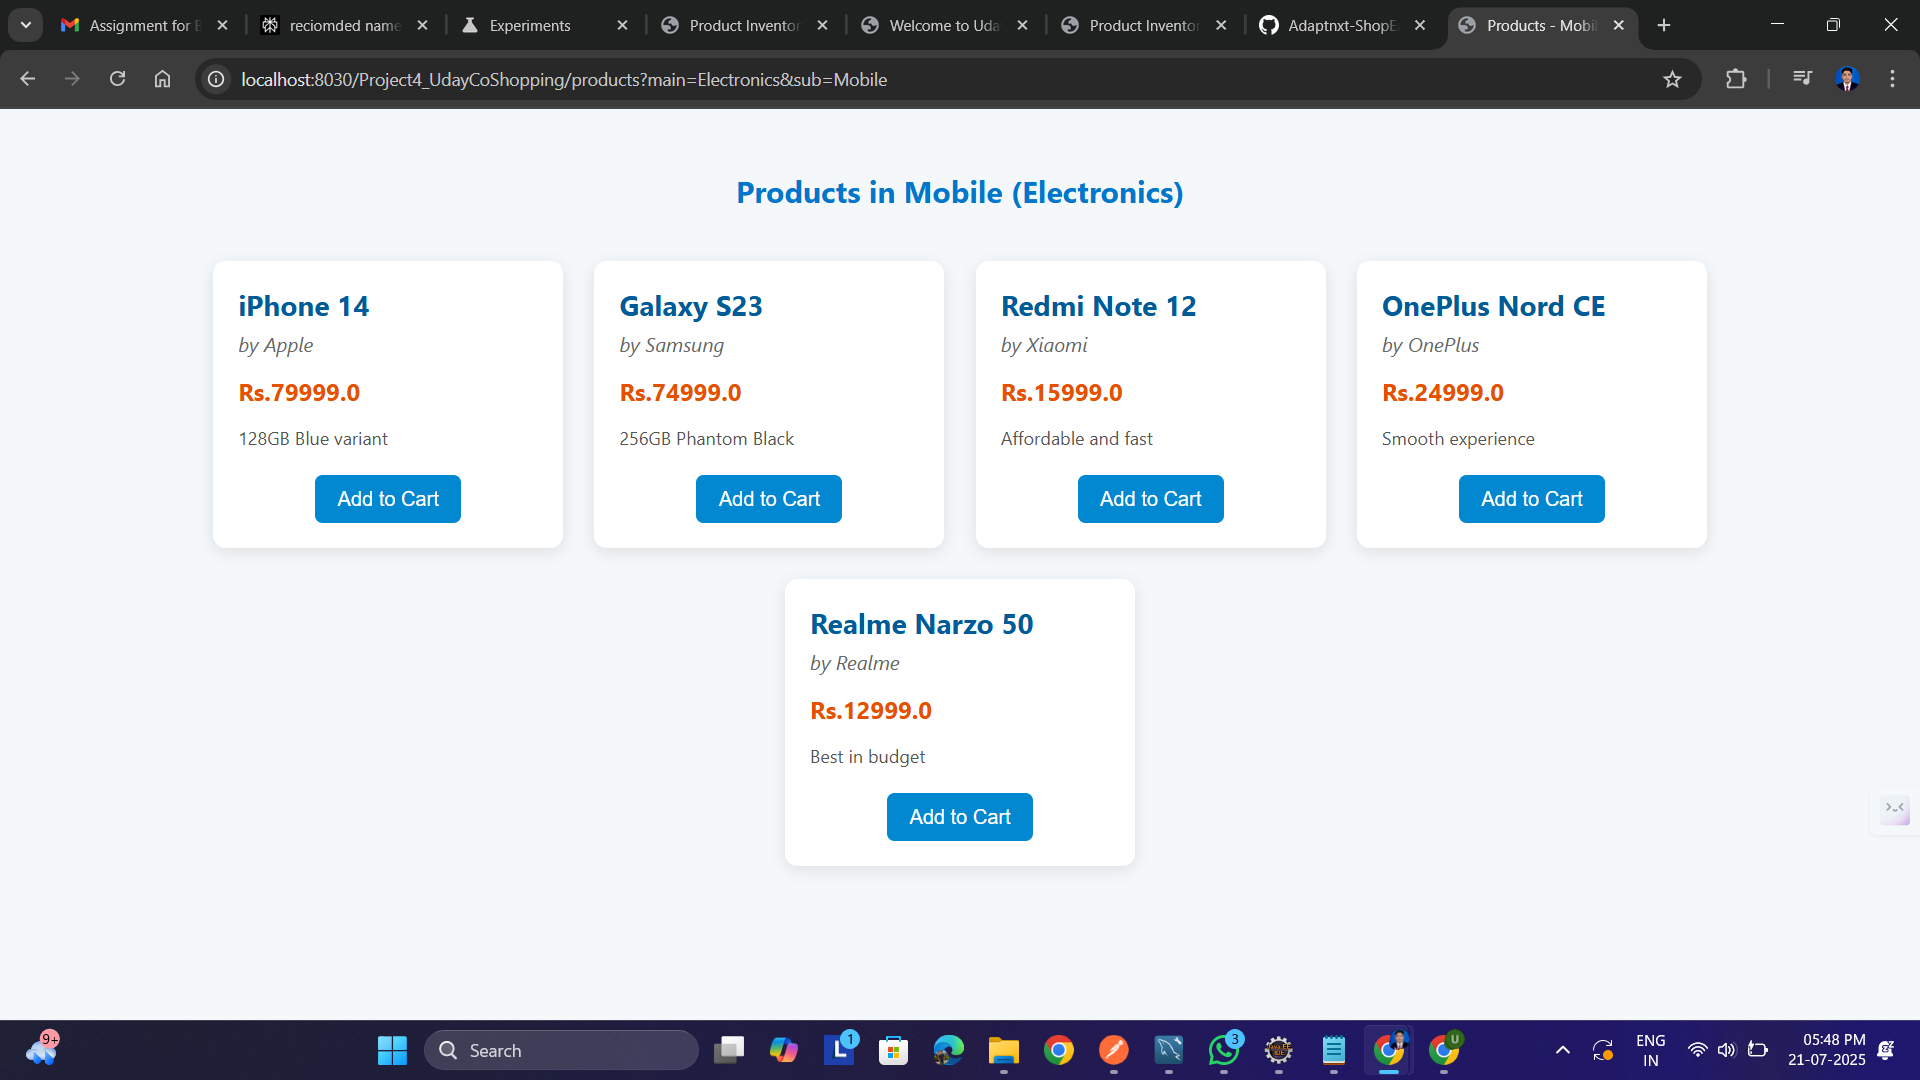 Assignment for B
reciomded name
Experiments
Product Inventor
Welcome to Uda
Product Inventor
Adaptnxt-ShopE
Products - Mobil
localhost:8030/Project4_UdayCoShopping/products?main=Electronics&sub=Mobile
Products in Mobile (Electronics)
iPhone 14
by Apple
Rs.79999.0
128GB Blue variant
Add to Cart
Galaxy S23
by Samsung
Rs.74999.0
256GB Phantom Black
Add to Cart
Redmi Note 12
by Xiaomi
Rs.15999.0
Affordable and fast
Add to Cart
OnePlus Nord CE
by OnePlus
Rs.24999.0
Smooth experience
Add to Cart
Realme Narzo 50
by Realme
Rs.12999.0
Best in budget
Add to Cart
9+
Search
L
1
3
U
ENG
IN
05:48 PM
21-07-2025